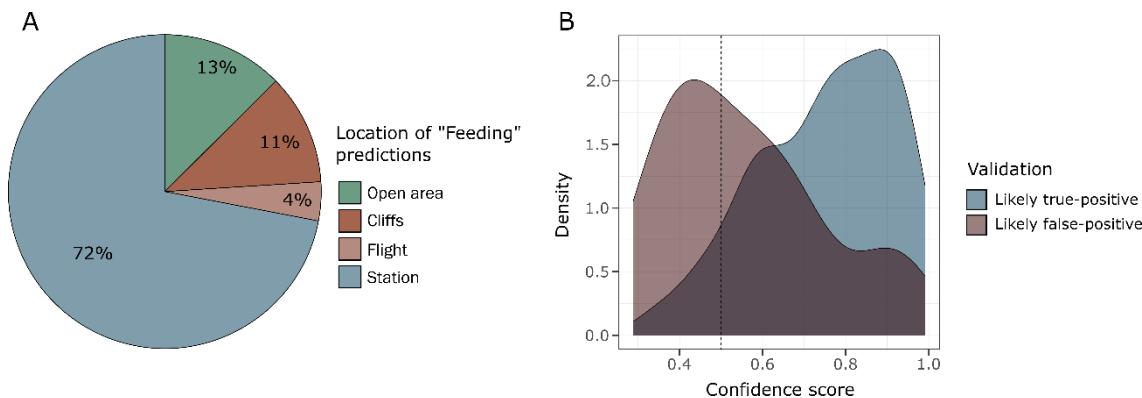 A
13%
11%
4%
72%
Location of "Feeding"
predictions
Open area
Cliffs
Flight
Station
B
Density
2.0
1.5
1.0
0.5
0.0
0.4
0.6
0.8
1.0
Confidence score
Validation
Likely true-positive
Likely false-positive